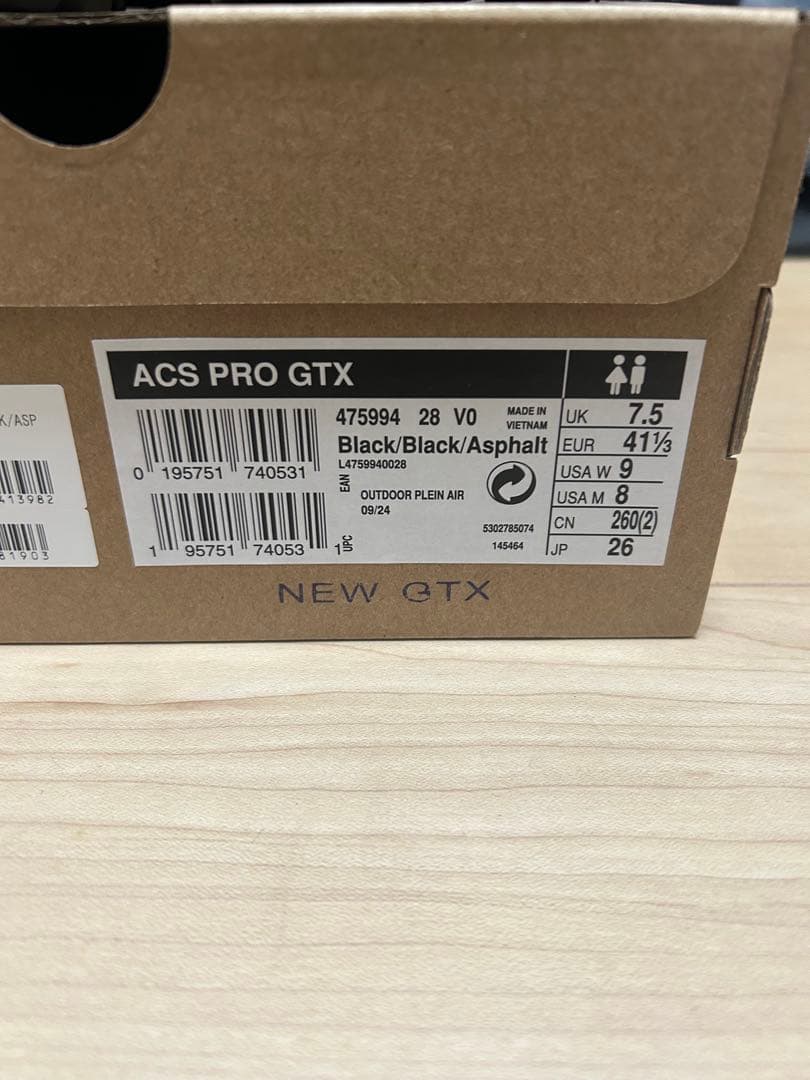 K/ASP
413982
81903
ACS PRO GTX
0 195751 740531
475994 28 V0
MADE IN
VIETNAM
Black/Black/Asphalt
L4759940028
EAN
OUTDOOR PLEIN AIR
09/24
5302785074
145464
1 95751 74053 1
UPC
UK 7.5
EUR 41⅓
USA W 9
USA M 8
CN 260(2)
JP 26
NEW GTX